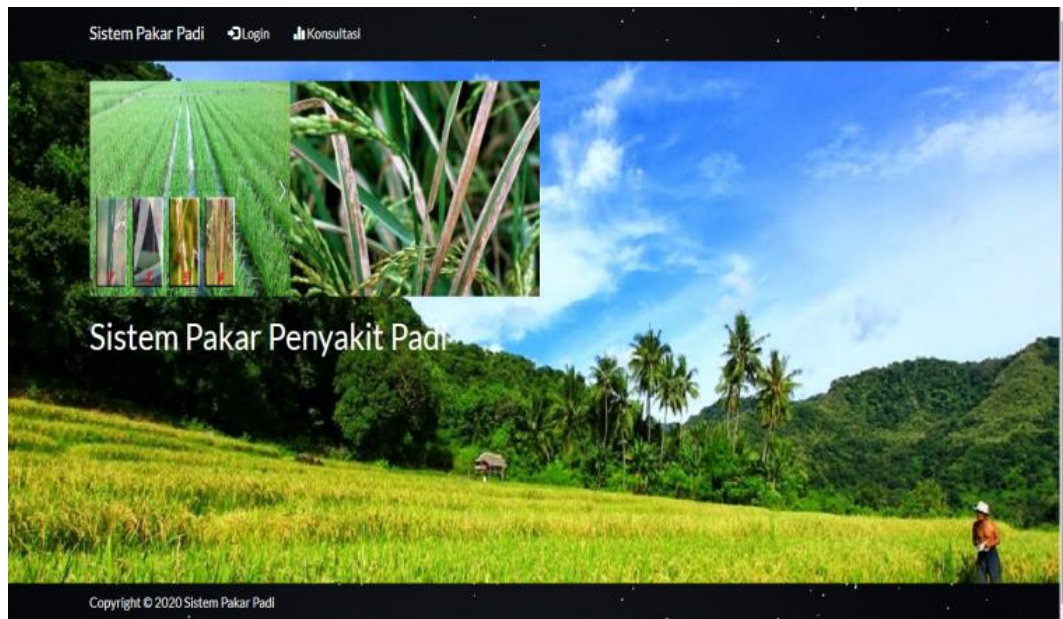 Sistem Pakar Padi Login Konsultasi
Sistem Pakar Penyakit Padi
Copyright © 2020 Sistem Pakar Padi